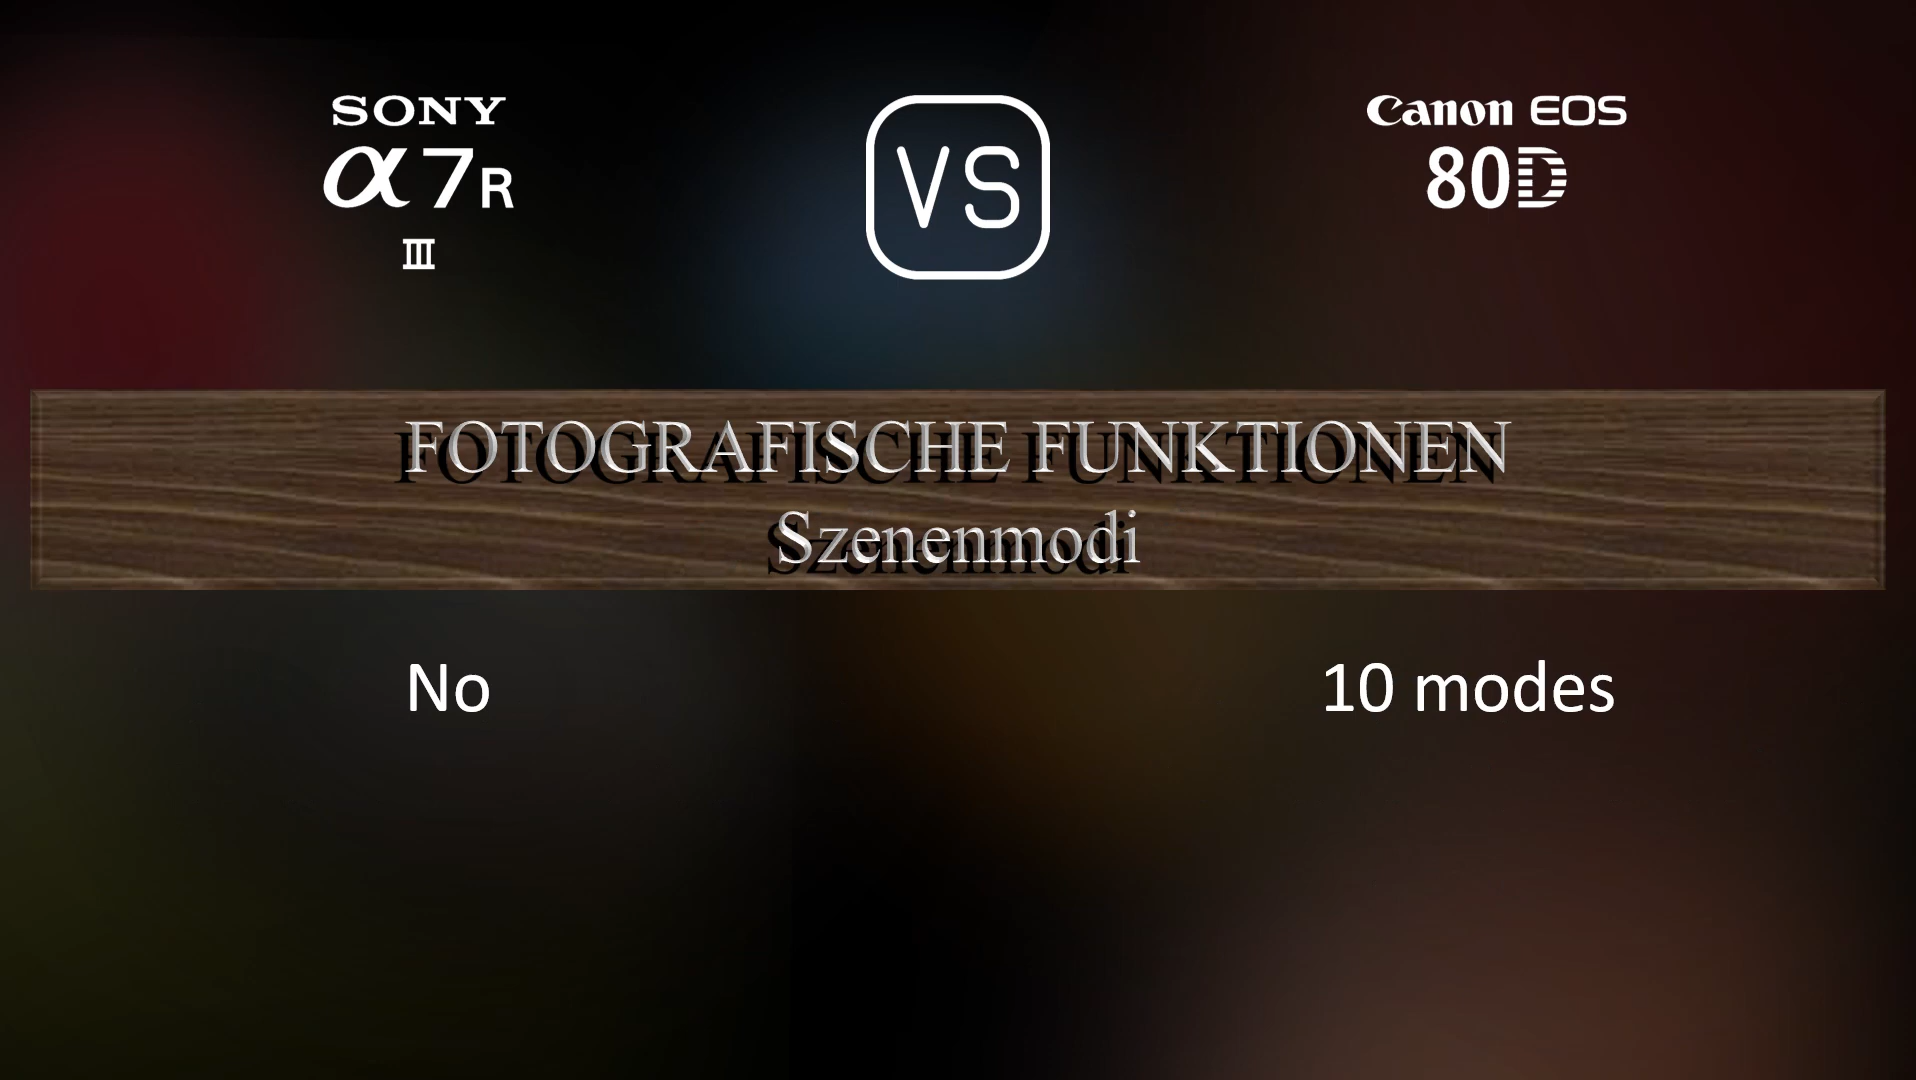 SONY
α7R
III
VS
Canon EOS
80D
FOTOGRAFISCHE FUNKTIONEN
Szenenmodi
No
10 modes